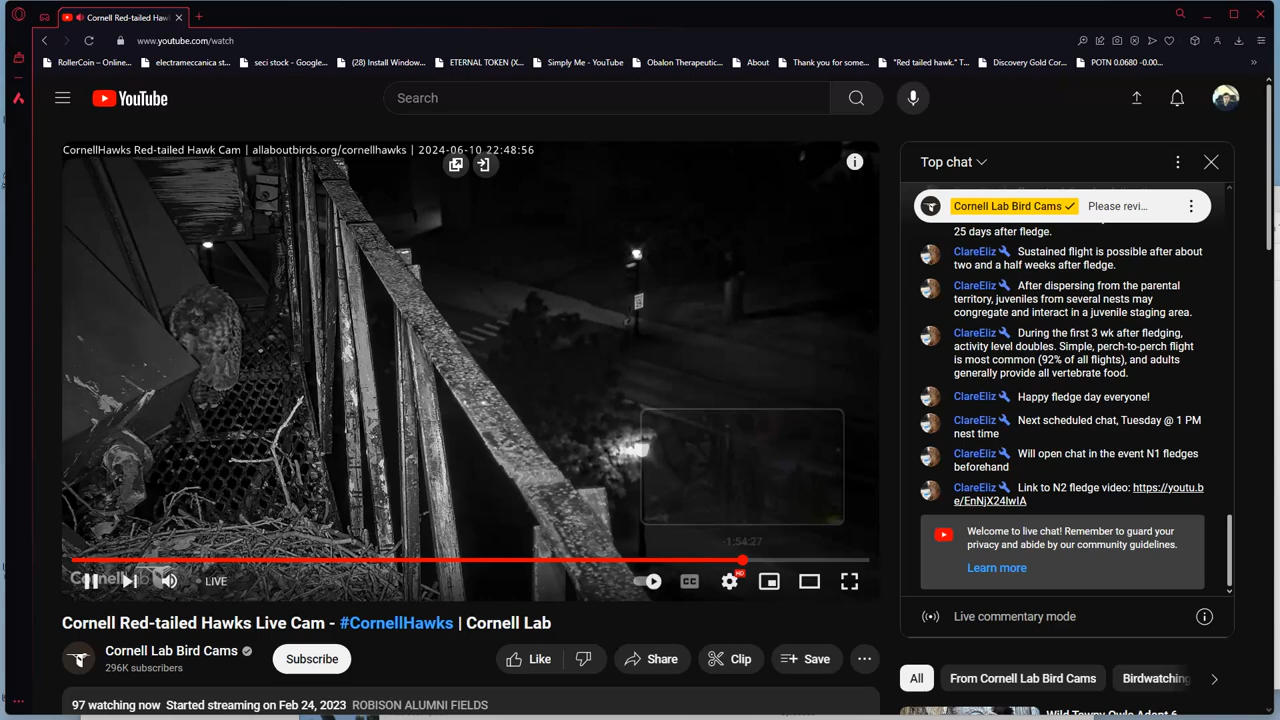 Cornell Red-tailed Haw
www.youtube.com/watch
RollerCoin – Online...
electrameccanica st...
seci stock - Google...
(28) Install Window...
ETERNAL TOKEN (X...
Simply Me - YouTube
Obalon Therapeutic...
About
Thank you for some...
"Red tailed hawk." T...
Discovery Gold Cor...
POTN 0.0680 -0.00...
YouTube
Search
CornellHawks Red-tailed Hawk Cam | allaboutbirds.org/cornellhawks | 2024-06-10 22:48:56
-1:54:27
LIVE
CC
HD
Cornell Red-tailed Hawks Live Cam - #CornellHawks | Cornell Lab
Cornell Lab Bird Cams
296K subscribers
Subscribe
Like
Share
Clip
Save
97 watching now Started streaming on Feb 24, 2023 ROBISON ALUMNI FIELDS
Top chat
Cornell Lab Bird Cams Please revi...
25 days after fledge.
ClareEliz Sustained flight is possible after about
two and a half weeks after fledge.
ClareEliz After dispersing from the parental
territory, juveniles from several nests may
congregate and interact in a juvenile staging area.
ClareEliz During the first 3 wk after fledging,
activity level doubles. Simple, perch-to-perch flight
is most common (92% of all flights), and adults
generally provide all vertebrate food.
ClareEliz Happy fledge day everyone!
ClareEliz Next scheduled chat, Tuesday @ 1 PM
nest time
ClareEliz Will open chat in the event N1 fledges
beforehand
ClareEliz Link to N2 fledge video: https://youtu.b
e/EnNjX24IwIA
Welcome to live chat! Remember to guard your
privacy and abide by our community guidelines.
Learn more
Live commentary mode
All
From Cornell Lab Bird Cams
Birdwatching